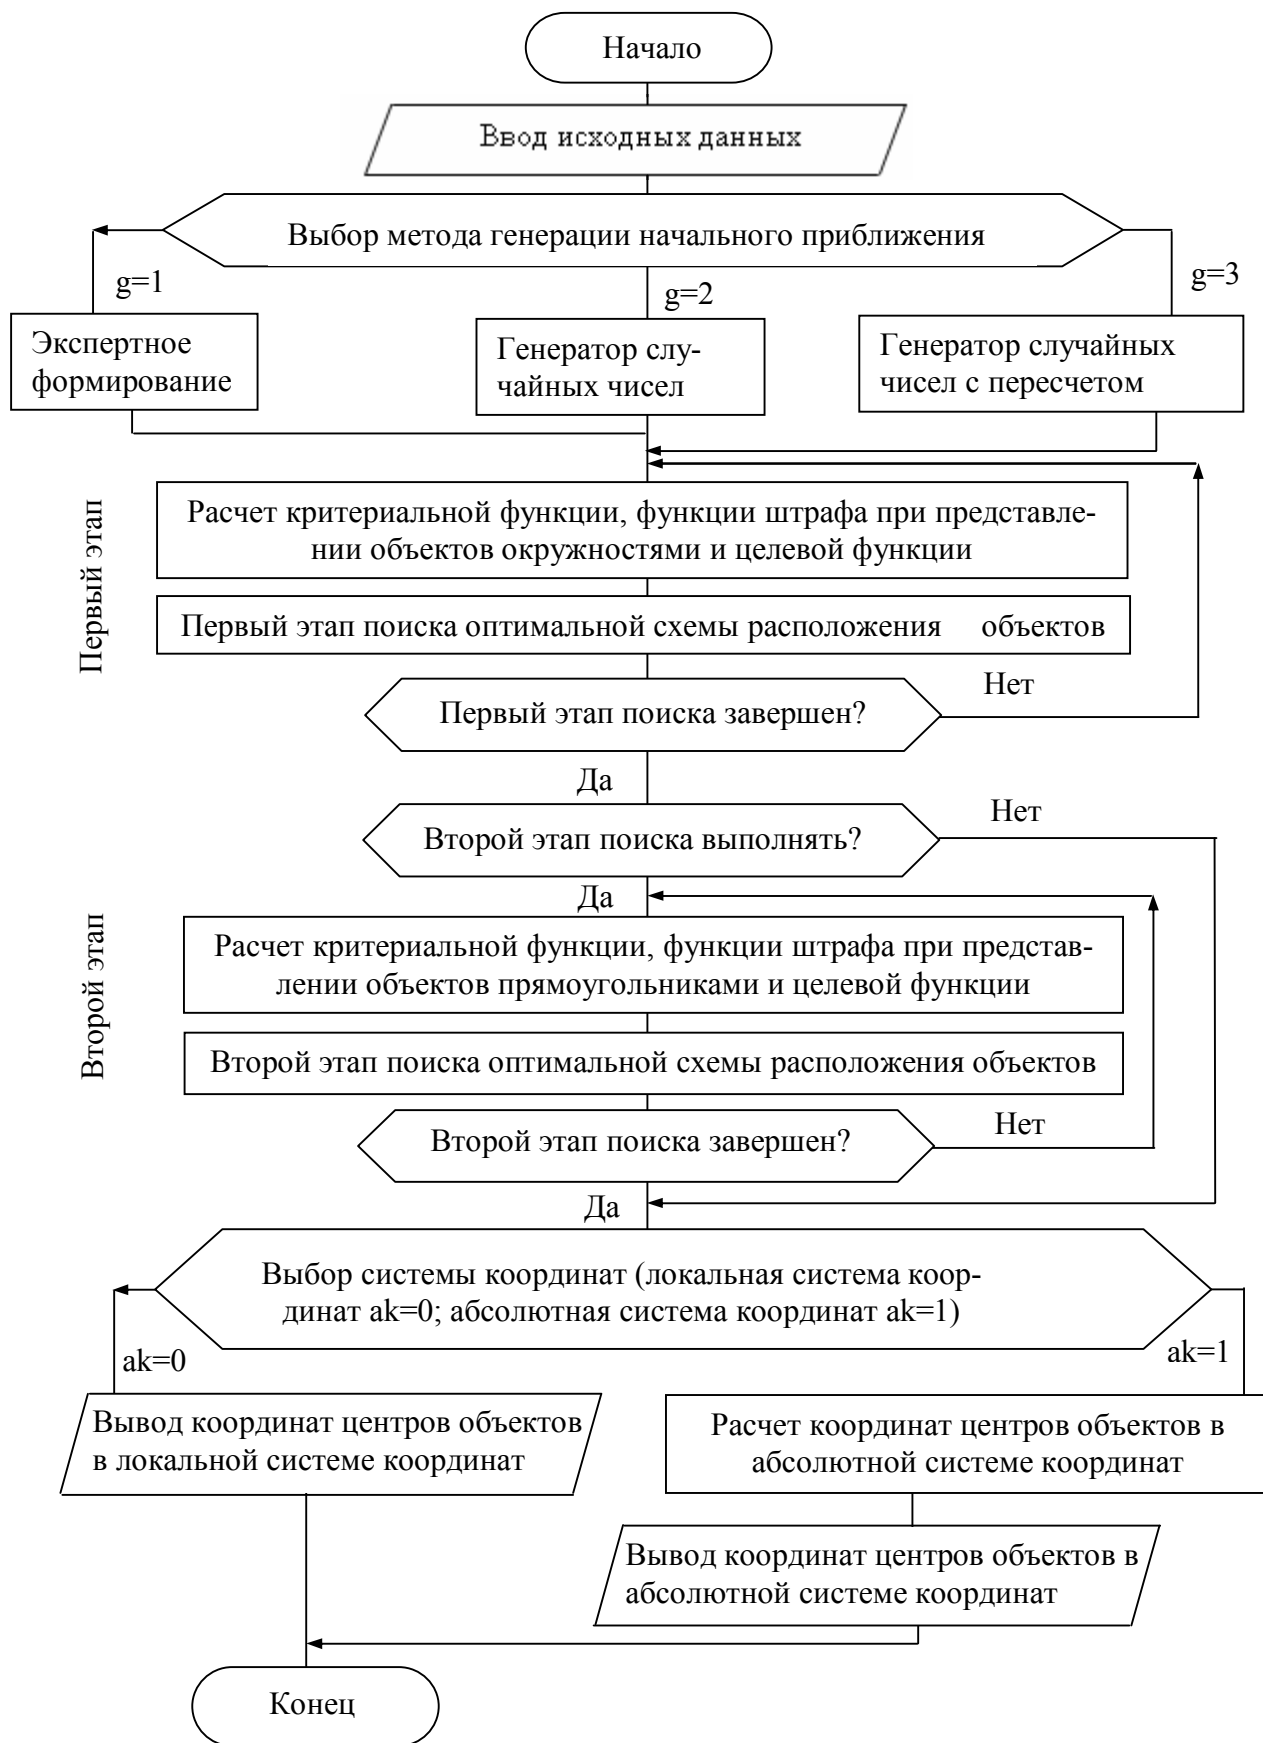 Начало
Ввод исходных данных
Выбор метода генерации начального приближения
g=1
g=2
g=3
Экспертное
формирование
Генератор слу-
чайных чисел
Генератор случайных
чисел с пересчетом
Первый этап
Расчет критериальной функции, функции штрафа при представле-
нии объектов окружностями и целевой функции
Первый этап поиска оптимальной схемы расположения объектов
Нет
Первый этап поиска завершен?
Да
Нет
Второй этап поиска выполнять?
Да
Второй этап
Расчет критериальной функции, функции штрафа при представ-
лении объектов прямоугольниками и целевой функции
Второй этап поиска оптимальной схемы расположения объектов
Нет
Второй этап поиска завершен?
Да
Выбор системы координат (локальная система коор-
динат ak=0; абсолютная система координат ak=1)
ak=0
ak=1
Вывод координат центров объектов
в локальной системе координат
Расчет координат центров объектов в
абсолютной системе координат
Вывод координат центров объектов в
абсолютной системе координат
Конец